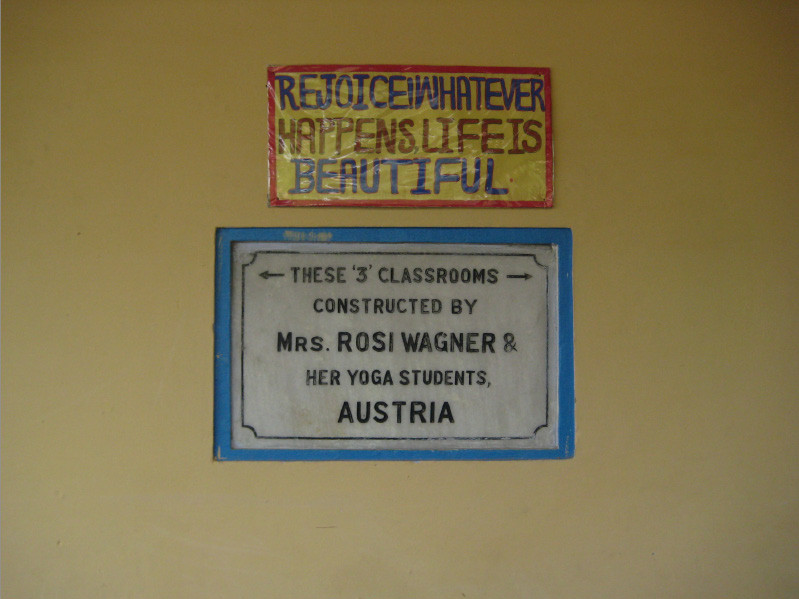 REJOICE!WHATEVER
HAPPENS.LIFE IS
BEAUTIFUL
← THESE '3' CLASSROOMS →
CONSTRUCTED BY
MRS. ROSI WAGNER &
HER YOGA STUDENTS,
AUSTRIA